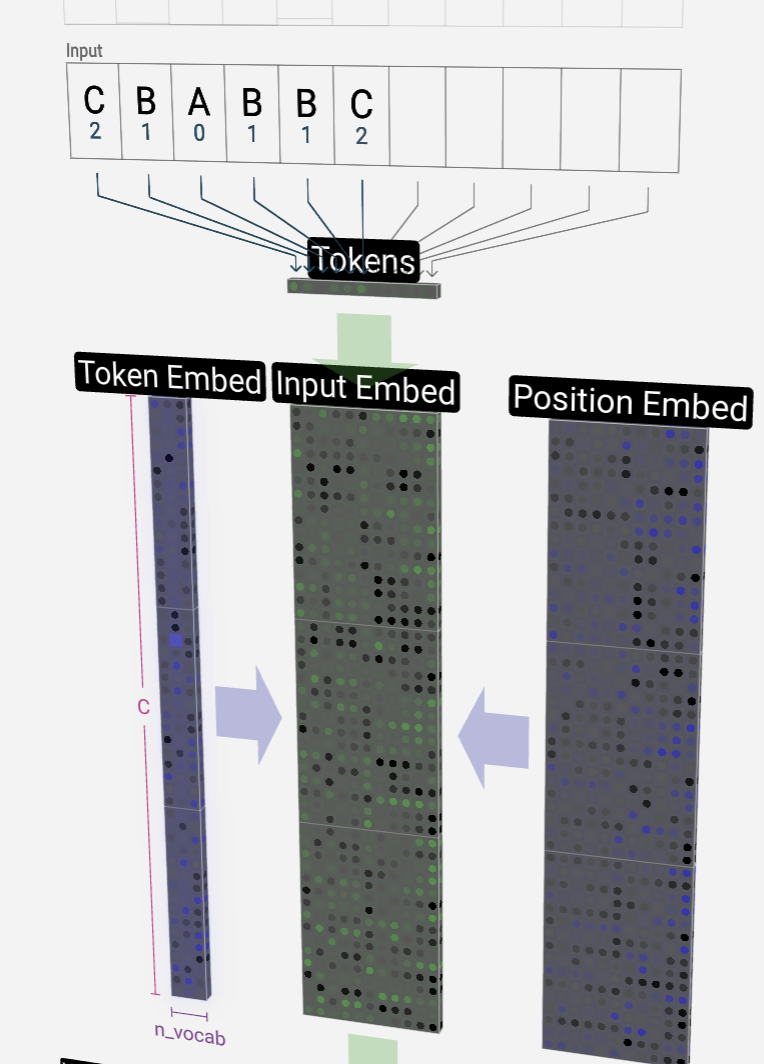 Input
C B A B B C
2 1 0 1 1 2
Tokens
Token Embed
Input Embed
Position Embed
C
n_vocab